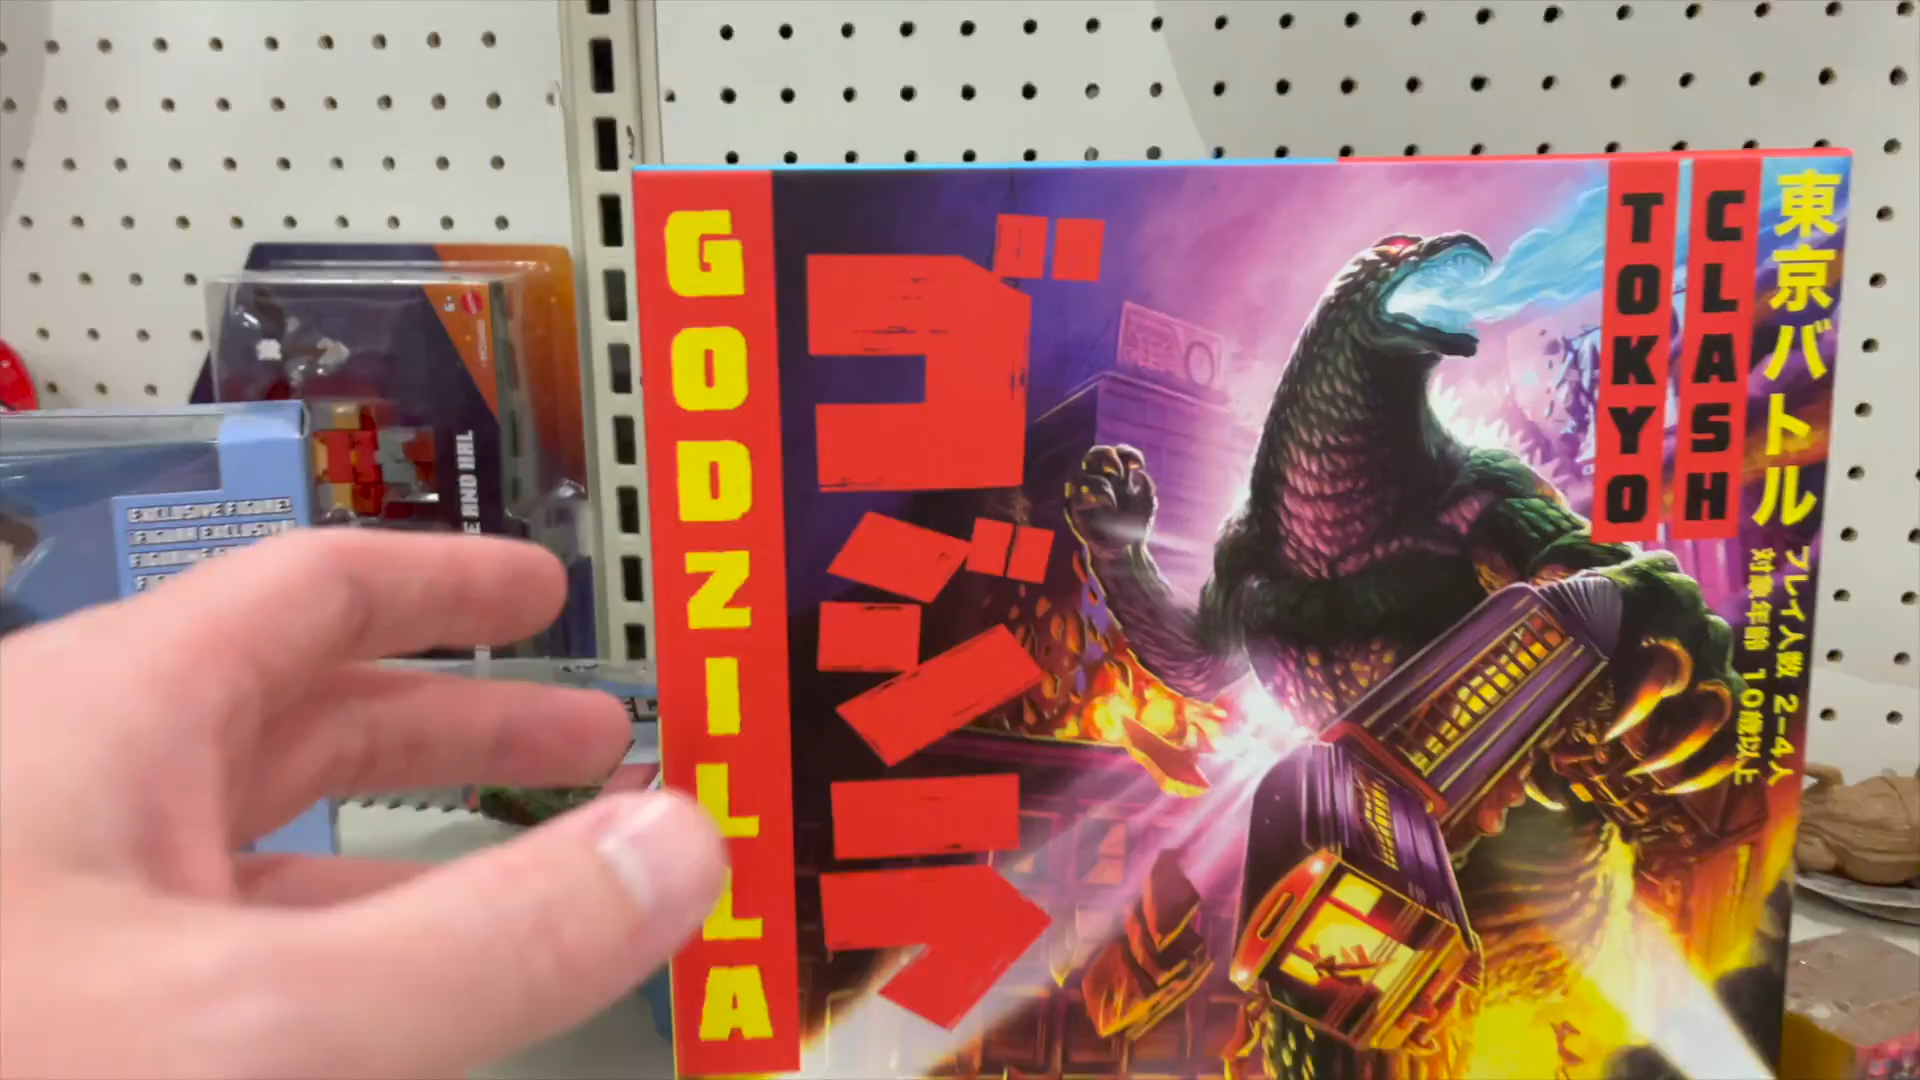 GODZILLA
ゴジラ
TOKYO
CLASH
東京バトル
プレイ人数 2-4人
対象年齢 10歳以上
EXCLUSIVE FIGURE!